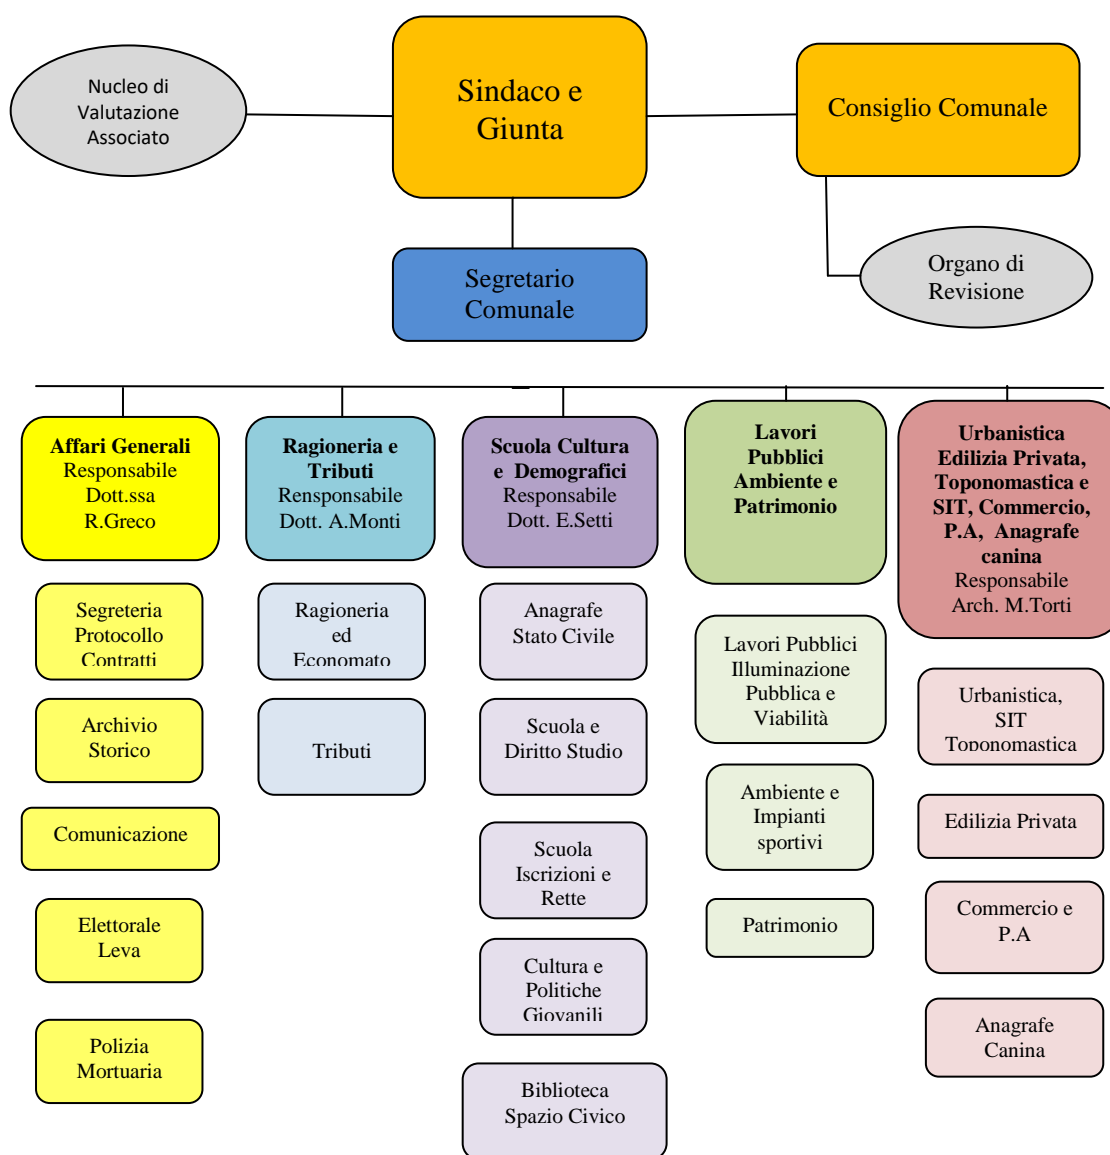 Nucleo di
Valutazione
Associato
Sindaco e
Giunta
Consiglio Comunale
Segretario
Comunale
Organo di
Revisione
Affari Generali
Responsabile
Dott.ssa
R.Greco
Ragioneria e
Tributi
Rensponsabile
Dott. A.Monti
Scuola Cultura
e Demografici
Responsabile
Dott. E.Setti
Lavori
Pubblici
Ambiente e
Patrimonio
Urbanistica
Edilizia Privata,
Toponomastica e
SIT, Commercio,
P.A, Anagrafe
canina
Responsabile
Arch. M.Torti
Segreteria
Protocollo
Contratti
Archivio
Storico
Comunicazione
Elettorale
Leva
Polizia
Mortuaria
Ragioneria
ed
Economato
Tributi
Anagrafe
Stato Civile
Scuola e
Diritto Studio
Scuola
Iscrizioni e
Rette
Cultura e
Politiche
Giovanili
Biblioteca
Spazio Civico
Lavori Pubblici
Illuminazione
Pubblica e
Viabilità
Ambiente e
Impianti
sportivi
Patrimonio
Urbanistica,
SIT
Toponomastica
Edilizia Privata
Commercio e
P.A
Anagrafe
Canina